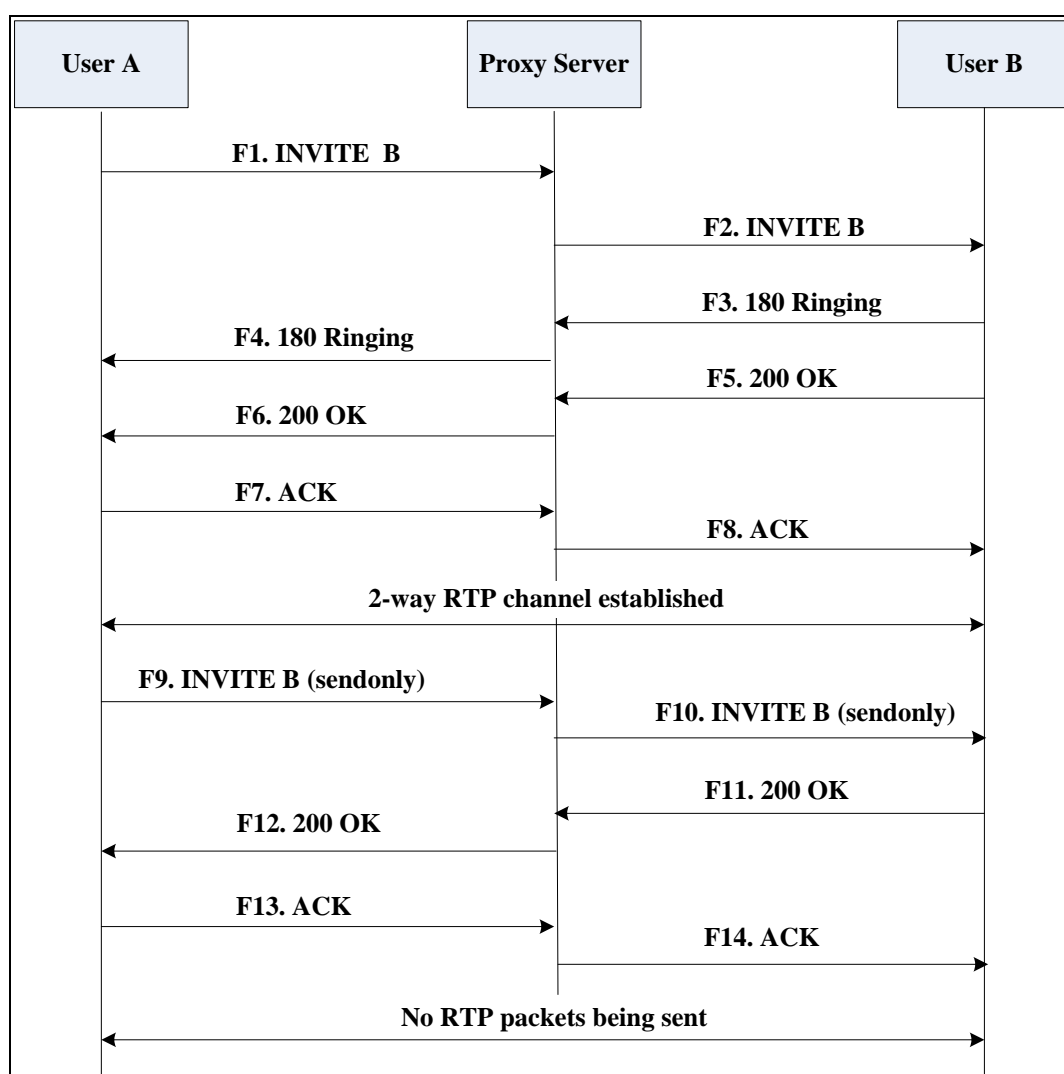 User A
Proxy Server
User B
F1. INVITE B
F2. INVITE B
F3. 180 Ringing
F4. 180 Ringing
F5. 200 OK
F6. 200 OK
F7. ACK
F8. ACK
2-way RTP channel established
F9. INVITE B (sendonly)
F10. INVITE B (sendonly)
F11. 200 OK
F12. 200 OK
F13. ACK
F14. ACK
No RTP packets being sent